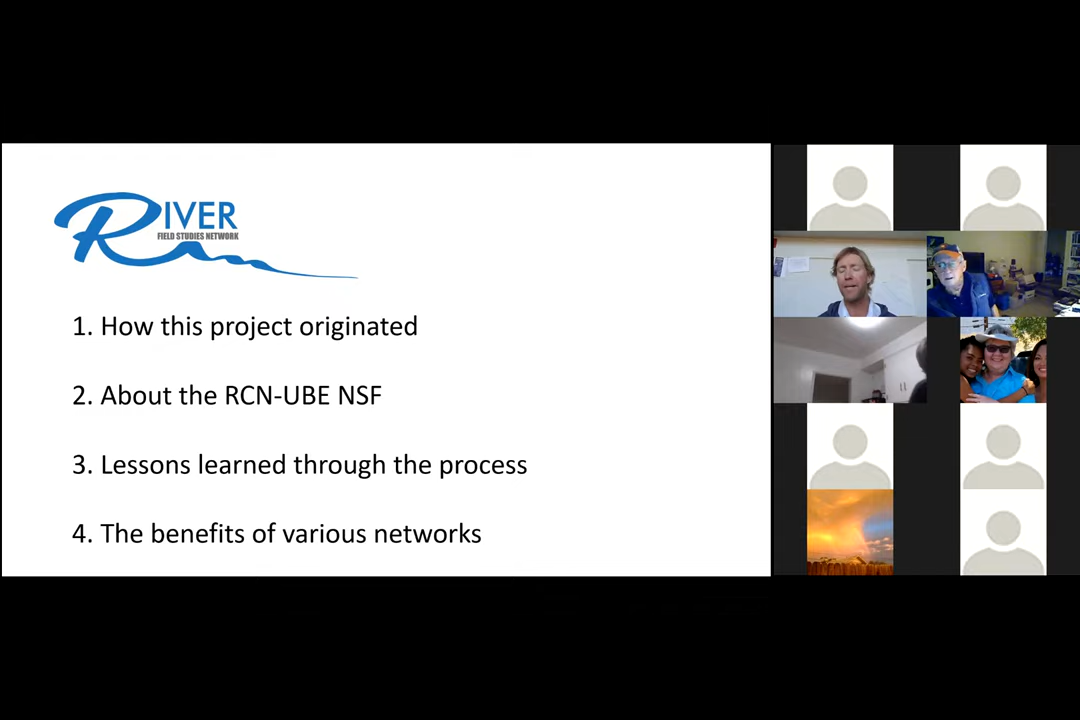 RIVER
FIELD STUDIES NETWORK
1. How this project originated
2. About the RCN-UBE NSF
3. Lessons learned through the process
4. The benefits of various networks